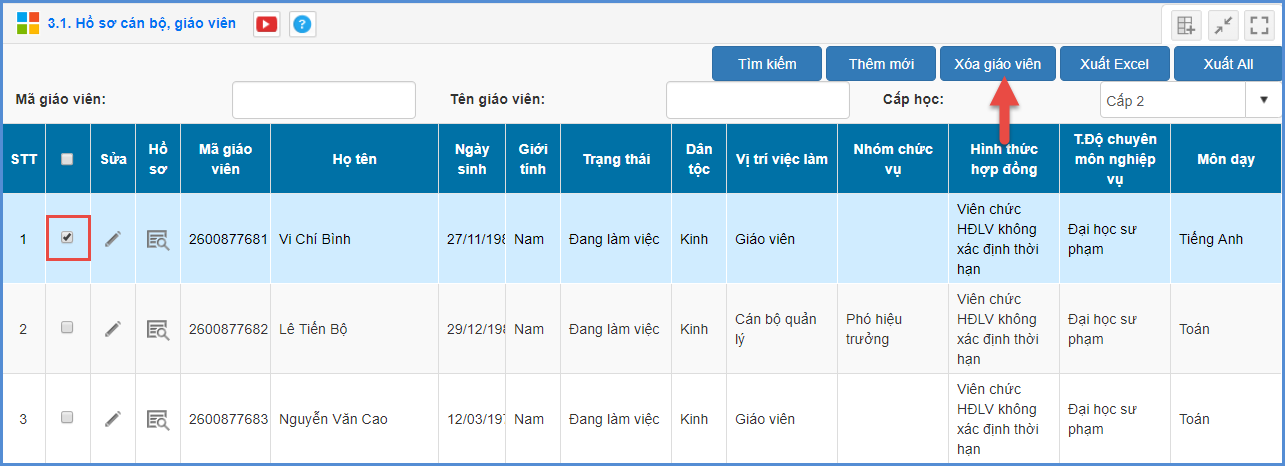 3.1. Hồ sơ cán bộ, giáo viên
Tìm kiếm Thêm mới Xóa giáo viên Xuất Excel Xuất All
Mã giáo viên: Tên giáo viên: Cấp học: Cấp 2
STT Sửa Hồ sơ Mã giáo viên Họ tên Ngày sinh Giới tính Trạng thái Dân tộc Vị trí việc làm Nhóm chức vụ Hình thức hợp đồng T.Độ chuyên môn nghiệp vụ Môn dạy
1 2600877681 Vi Chí Bình 27/11/198 Nam Đang làm việc Kinh Giáo viên Viên chức HĐLV không xác định thời hạn Đại học sư phạm Tiếng Anh
2 2600877682 Lê Tiến Bộ 29/12/198 Nam Đang làm việc Kinh Cán bộ quản lý Phó hiệu trưởng Viên chức HĐLV không xác định thời hạn Đại học sư phạm Toán
3 2600877683 Nguyễn Văn Cao 12/03/197 Nam Đang làm việc Kinh Giáo viên Viên chức HĐLV không xác định thời hạn Đại học sư phạm Toán